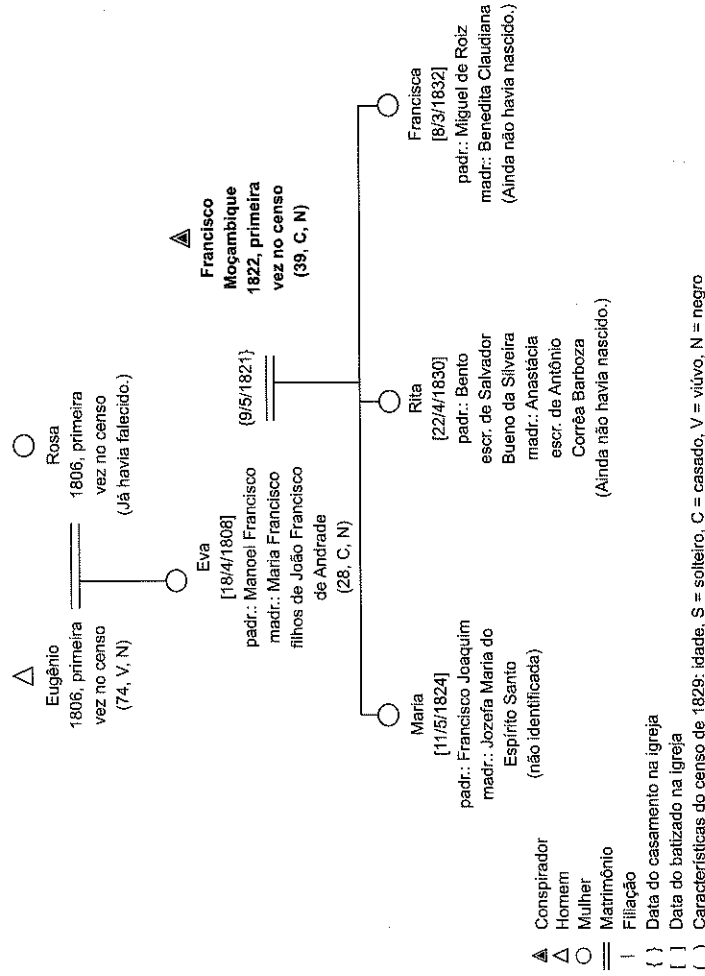 Eugênio
1806, primeira
vez no censo
(74, V, N)
Rosa
1806, primeira
vez no censo
(Já havia falecido.)
Eva
[18/4/1808]
padr.: Manoel Francisco
madr.: Maria Francisco
filhos de João Francisco
de Andrade
(28, C, N)
{9/5/1821}
Francisco
Moçambique
1822, primeira
vez no censo
(39, C, N)
Maria
[11/5/1824]
padr.: Francisco Joaquim
madr.: Jozefa Maria do
Espírito Santo
(não identificada)
Rita
[22/4/1830]
padr.: Bento
escr. de Salvador
Bueno da Silveira
madr.: Anastácia
escr. de Antônio
Corrêa Barboza
(Ainda não havia nascido.)
Francisca
[8/3/1832]
padr.: Miguel de Roiz
madr.: Benedita Claudiana
(Ainda não havia nascido.)
Conspirador
Homem
Mulher
Matrimônio
Filiação
{ } Data do casamento na igreja
[ ] Data do batizado na igreja
( ) Características do censo de 1829: idade, S = solteiro, C = casado, V = viúvo, N = negro